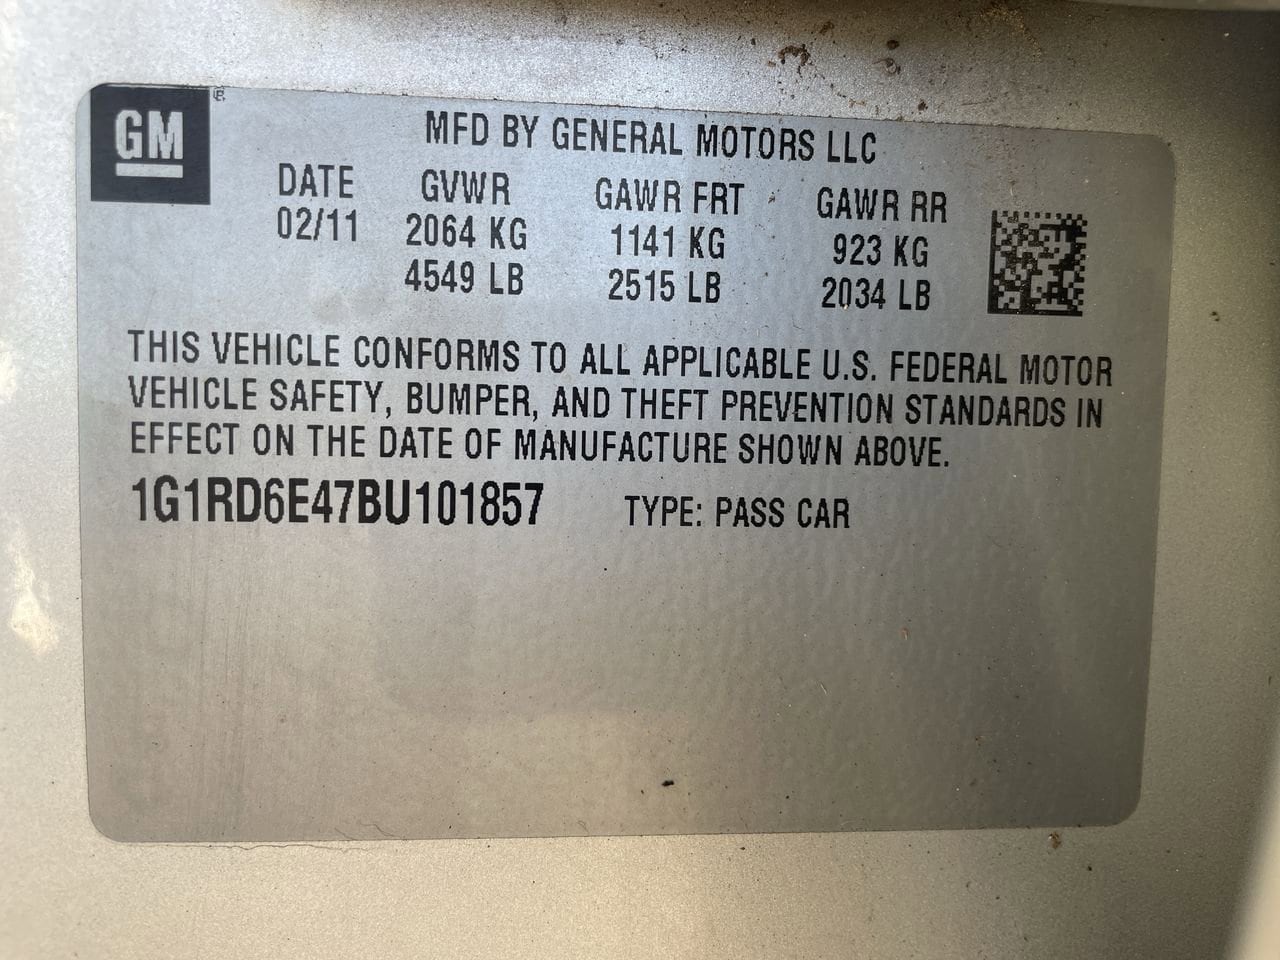 GM
MFD BY GENERAL MOTORS LLC
DATE GVWR GAWR FRT GAWR RR
02/11 2064 KG 1141 KG 923 KG
4549 LB 2515 LB 2034 LB
THIS VEHICLE CONFORMS TO ALL APPLICABLE U.S. FEDERAL MOTOR
VEHICLE SAFETY, BUMPER, AND THEFT PREVENTION STANDARDS IN
EFFECT ON THE DATE OF MANUFACTURE SHOWN ABOVE.
1G1RD6E47BU101857 TYPE: PASS CAR